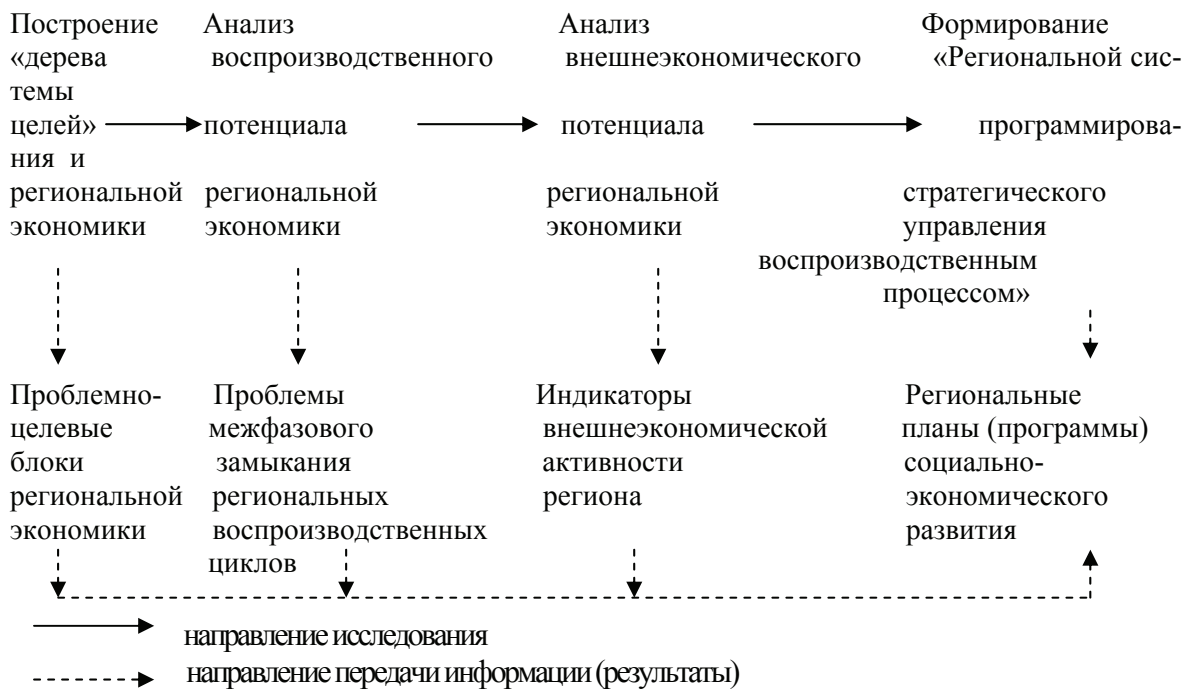 Построение Анализ Анализ Формирование
«дерева воспроизводственного внешнеэкономического «Региональной сис-
темы
целей» потенциала потенциала программирова-
ния и
региональной региональной региональной стратегического
экономики экономики экономики управления
воспроизводственным
процессом»
Проблемно- Проблемы Индикаторы Региональные
целевые межфазового внешнеэкономической планы (программы)
блоки замыкания активности социально-
региональной региональных региона экономического
экономики воспроизводственных развития
циклов
направление исследования
направление передачи информации (результаты)